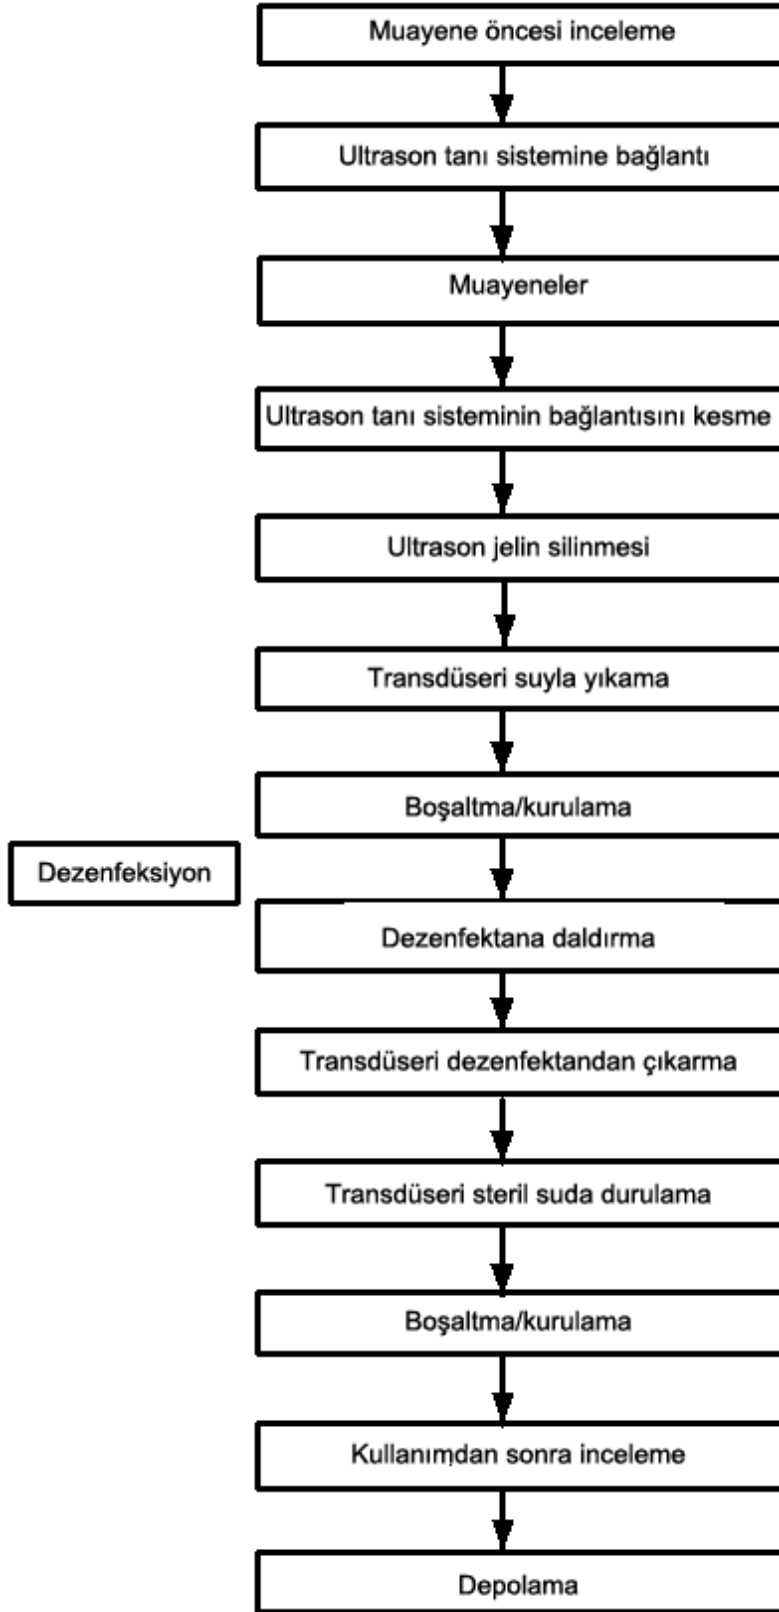 Muayene öncesi inceleme
Ultrason tanı sistemine bağlantı
Muayeneler
Ultrason tanı sisteminin bağlantısını kesme
Ultrason jelin silinmesi
Transdüseri suyla yıkama
Boşaltma/kurulama
Dezenfeksiyon
Dezenfektana daldırma
Transdüseri dezenfektandan çıkarma
Transdüseri steril suda durulama
Boşaltma/kurulama
Kullanımdan sonra inceleme
Depolama